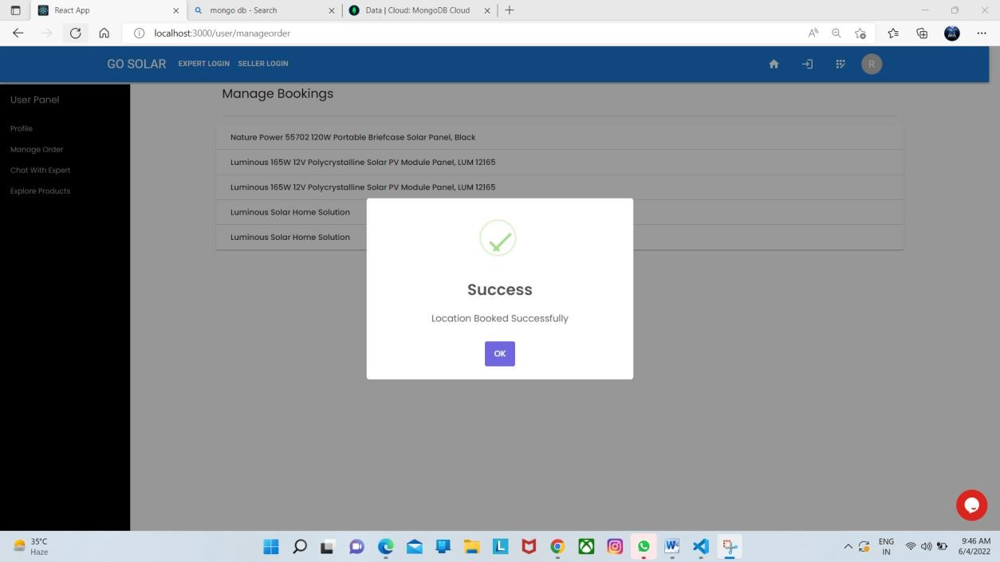 React App
mongo db - Search
Data | Cloud: MongoDB Cloud
localhost:3000/user/manageorder
GO SOLAR EXPERT LOGIN SELLER LOGIN
R
User Panel
Profile
Manage Order
Chat With Expert
Explore Products
Manage Bookings
Nature Power 55702 120W Portable Briefcase Solar Panel, Black
Luminous 165W 12V Polycrystalline Solar PV Module Panel, LUM 12165
Luminous 165W 12V Polycrystalline Solar PV Module Panel, LUM 12165
Luminous Solar Home Solution
Luminous Solar Home Solution
Success
Location Booked Successfully
OK
35°C
Haze
ENG
IN
9:46 AM
6/4/2022